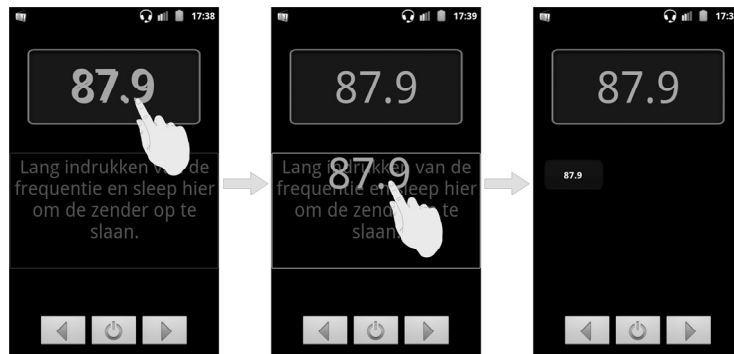 17:38
87.9
Lang indrukken van de
frequentie en sleep hier
om de zender op te
slaan.
17:39
87.9
87.9
Lang indrukken van de
frequentie en sleep hier
om de zender op te
slaan.
17:3
87.9
87.9